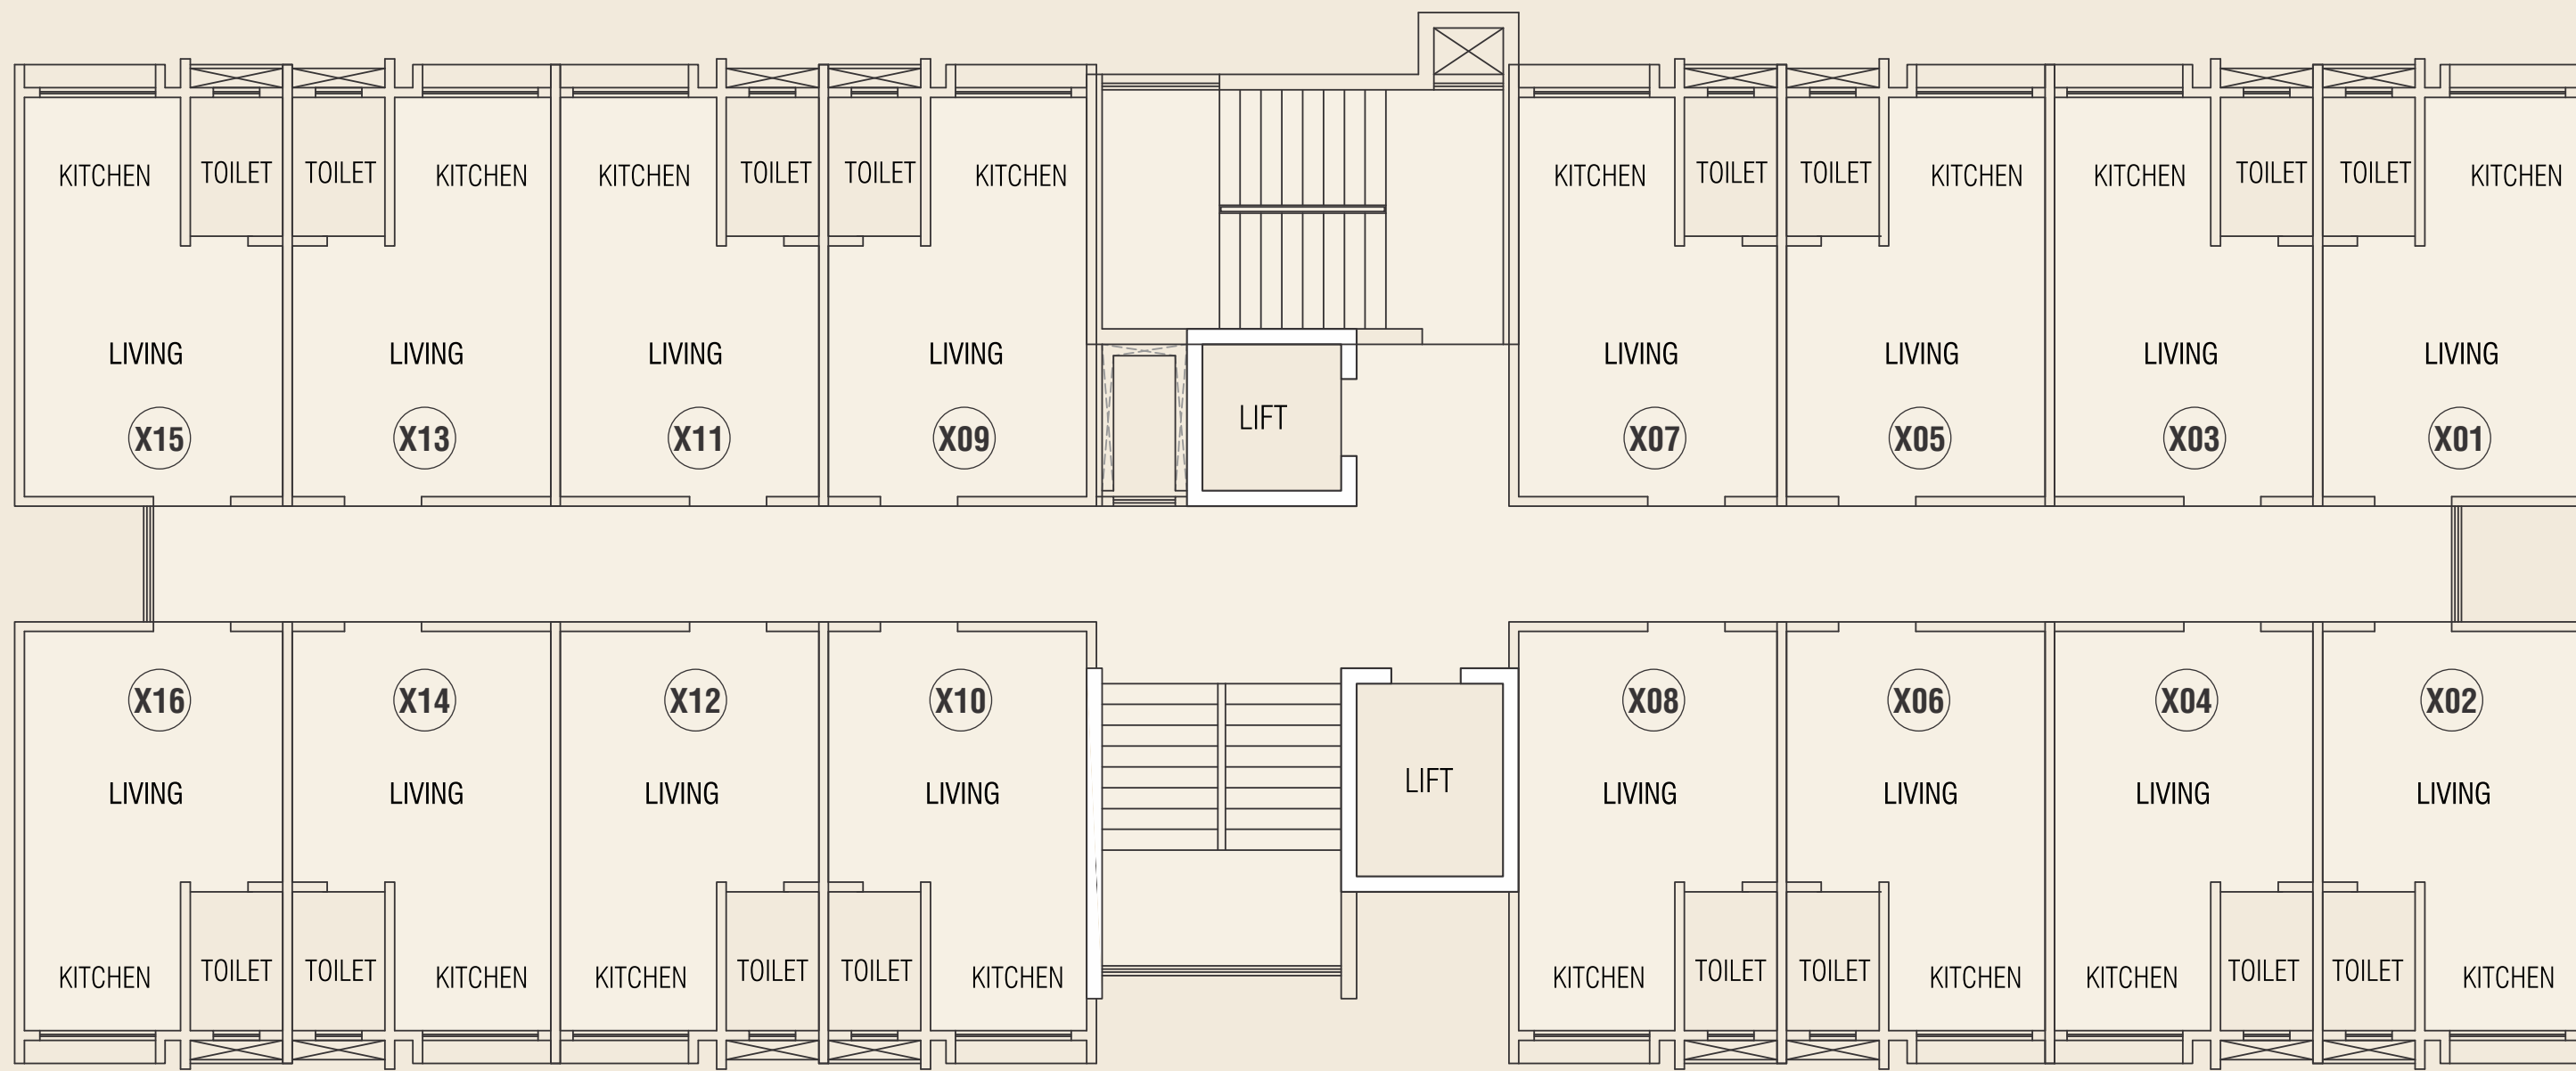 KITCHEN TOILET TOILET KITCHEN KITCHEN TOILET TOILET KITCHEN KITCHEN TOILET TOILET KITCHEN KITCHEN TOILET TOILET KITCHEN
LIVING LIVING LIVING LIVING LIVING LIVING LIVING LIVING
LIFT
X15 X13 X11 X09 X07 X05 X03 X01
X16 X14 X12 X10 X08 X06 X04 X02
LIFT
LIVING LIVING LIVING LIVING LIVING LIVING LIVING LIVING
KITCHEN TOILET TOILET KITCHEN KITCHEN TOILET TOILET KITCHEN KITCHEN TOILET TOILET KITCHEN KITCHEN TOILET TOILET KITCHEN